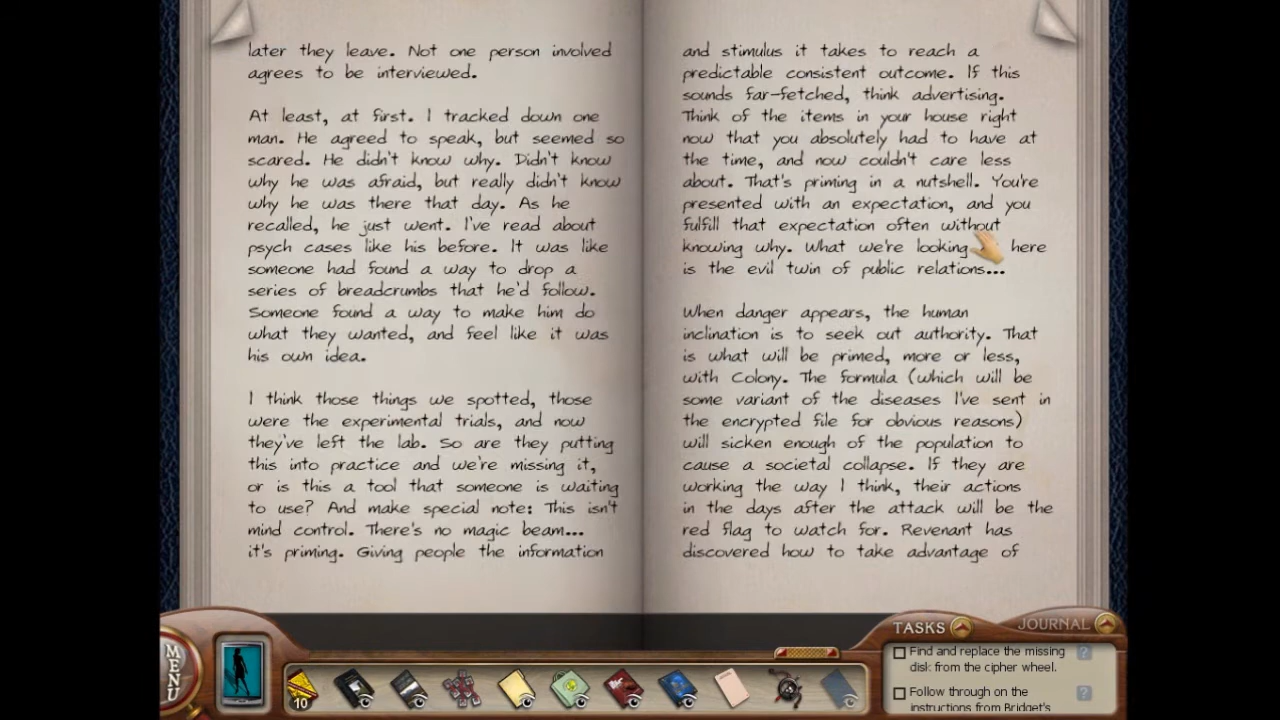 later they leave. Not one person involved
agrees to be interviewed.
At least, at first. I tracked down one
man. He agreed to speak, but seemed so
scared. He didn't know why. Didn't know
why he was afraid, but really didn't know
why he was there that day. As he
recalled, he just went. I've read about
psych cases like his before. It was like
someone had found a way to drop a
series of breadcrumbs that he'd follow.
Someone found a way to make him do
what they wanted, and feel like it was
his own idea.
I think those things we spotted, those
were the experimental trials, and now
they've left the lab. So are they putting
this into practice and we're missing it,
or is this a tool that someone is waiting
to use? And make special note: This isn't
mind control. There's no magic beam...
it's priming. Giving people the information
and stimulus it takes to reach a
predictable consistent outcome. If this
sounds far-fetched, think advertising.
Think of the items in your house right
now that you absolutely had to have at
the time, and now couldn't care less
about. That's priming in a nutshell. You're
presented with an expectation, and you
fulfill that expectation often without
knowing why. What we're looking here
is the evil twin of public relations...
When danger appears, the human
inclination is to seek out authority. That
is what will be primed, more or less,
with Colony. The formula (which will be
some variant of the diseases I've sent in
the encrypted file for obvious reasons)
will sicken enough of the population to
cause a societal collapse. If they are
working the way I think, their actions
in the days after the attack will be the
red flag to watch for. Revenant has
discovered how to take advantage of
MENU
10
TASKS
JOURNAL
Find and replace the missing
disk from the cipher wheel.
?
Follow through on the
instructions from Bridget's
?